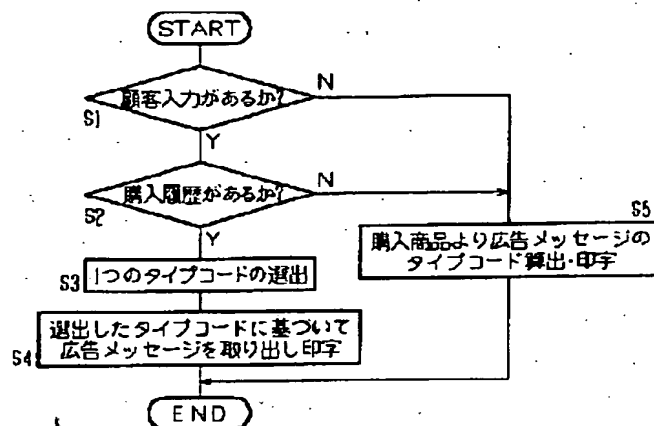 START
顧客入力があるか?
N
S1
Y
購入履歴があるか?
N
S2
Y
S5
購入商品より広告メッセージの
タイプコード算出・印字
S3
1つのタイプコードの選出
選出したタイプコードに基づいて
広告メッセージを取り出し印字
S4
END